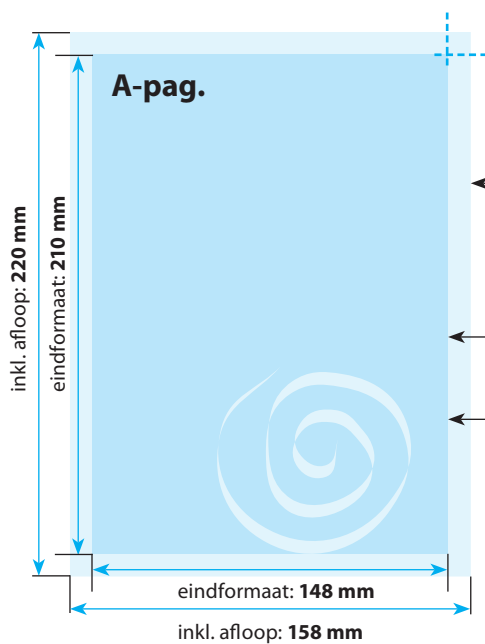 A-pag.
inkl. afloop: 220 mm
eindformaat: 210 mm
eindformaat: 148 mm
inkl. afloop: 158 mm